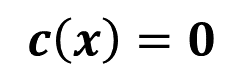 c(x) = 0